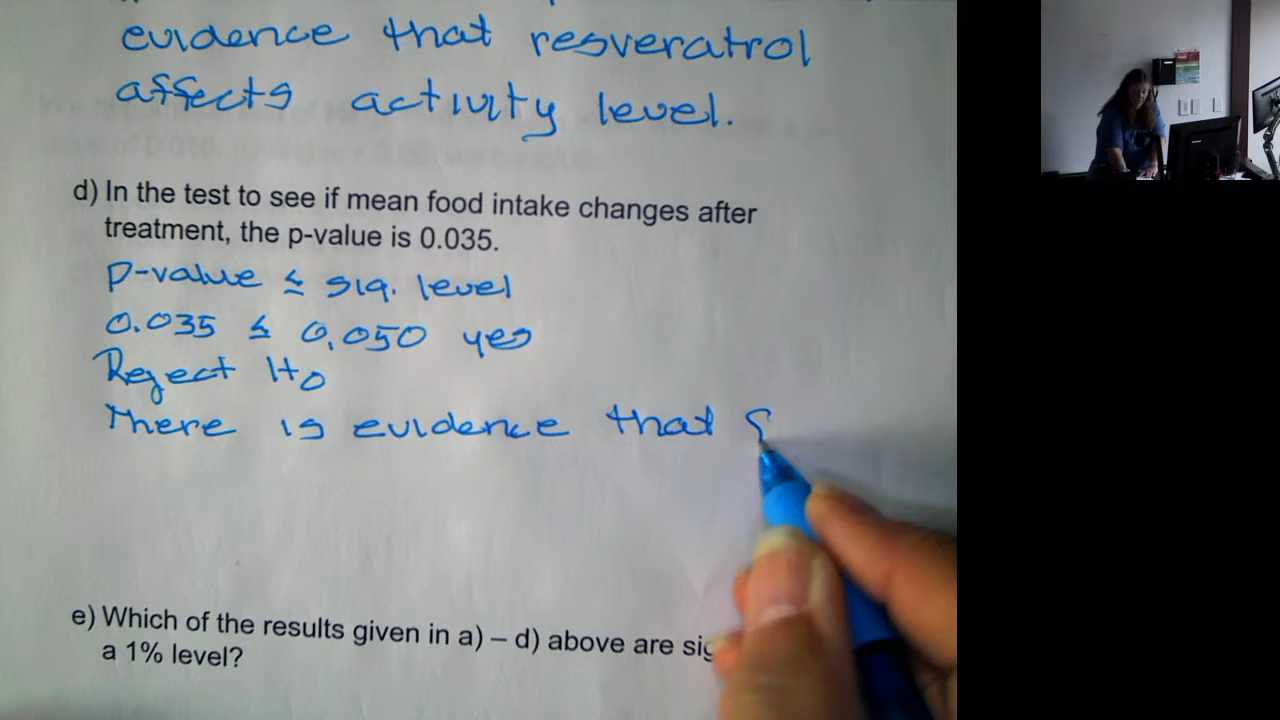 evidence that resveratrol
affects activity level.
d) In the test to see if mean food intake changes after
treatment, the p-value is 0.035.
P-value ≤ sig. level
0.035 ≤ 0.050 yes
Reject H0
There is evidence that
e) Which of the results given in a) – d) above are
a 1% level?